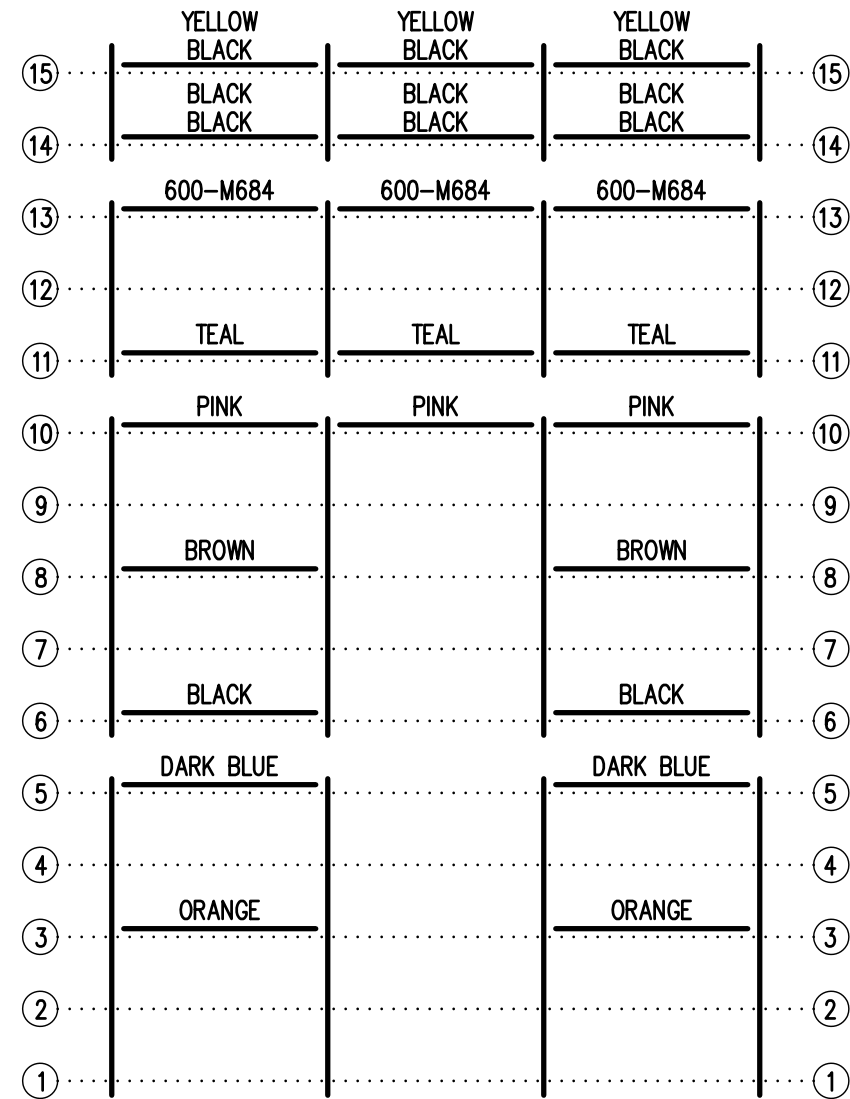 YELLOW YELLOW YELLOW
BLACK BLACK BLACK
15 15
BLACK BLACK BLACK
BLACK BLACK BLACK
14 14
600-M684 600-M684 600-M684
13 13
12 12
TEAL TEAL TEAL
11 11
PINK PINK PINK
10 10
9 9
BROWN BROWN
8 8
7 7
BLACK BLACK
6 6
DARK BLUE DARK BLUE
5 5
4 4
ORANGE ORANGE
3 3
2 2
1 1